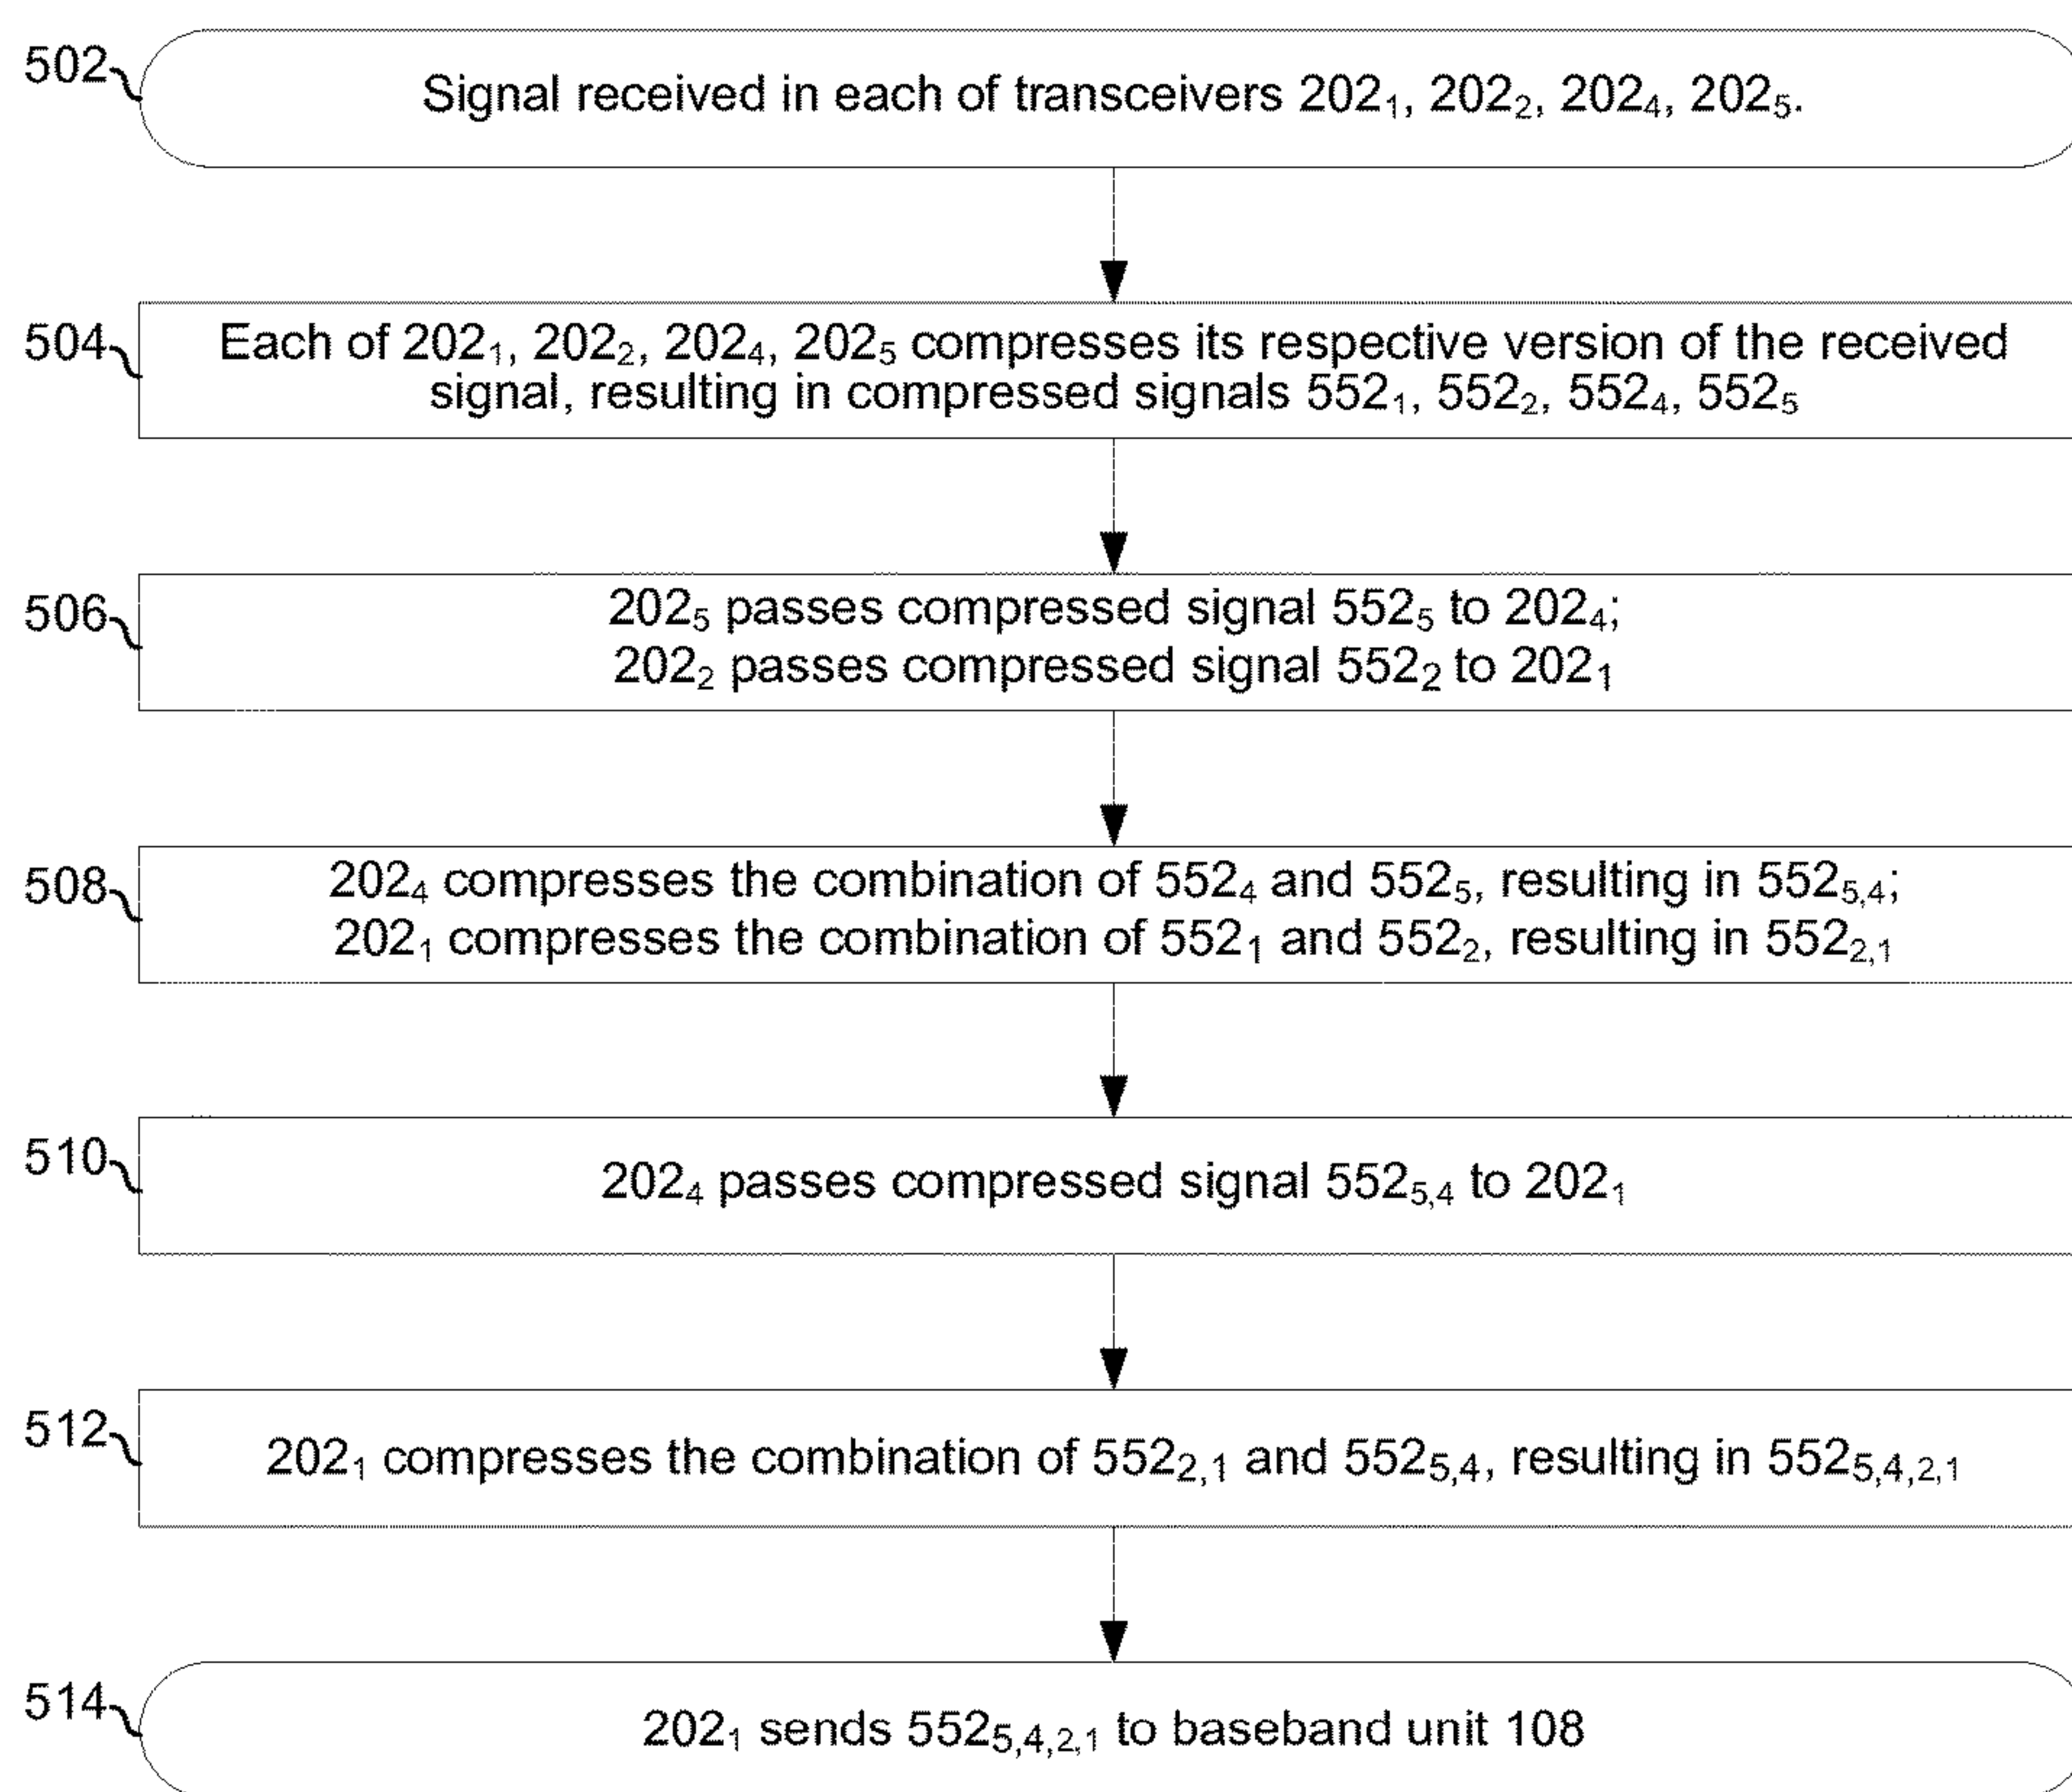 502
Signal received in each of transceivers 202₁, 202₂, 202₄, 202₅.
504
Each of 202₁, 202₂, 202₄, 202₅ compresses its respective version of the received
signal, resulting in compressed signals 552₁, 552₂, 552₄, 552₅
506
202₅ passes compressed signal 552₅ to 202₄;
202₂ passes compressed signal 552₂ to 202₁
508
202₄ compresses the combination of 552₄ and 552₅, resulting in 552₅,₄;
202₁ compresses the combination of 552₁ and 552₂, resulting in 552₂,₁
510
202₄ passes compressed signal 552₅,₄ to 202₁
512
202₁ compresses the combination of 552₂,₁ and 552₅,₄, resulting in 552₅,₄,₂,₁
514
202₁ sends 552₅,₄,₂,₁ to baseband unit 108